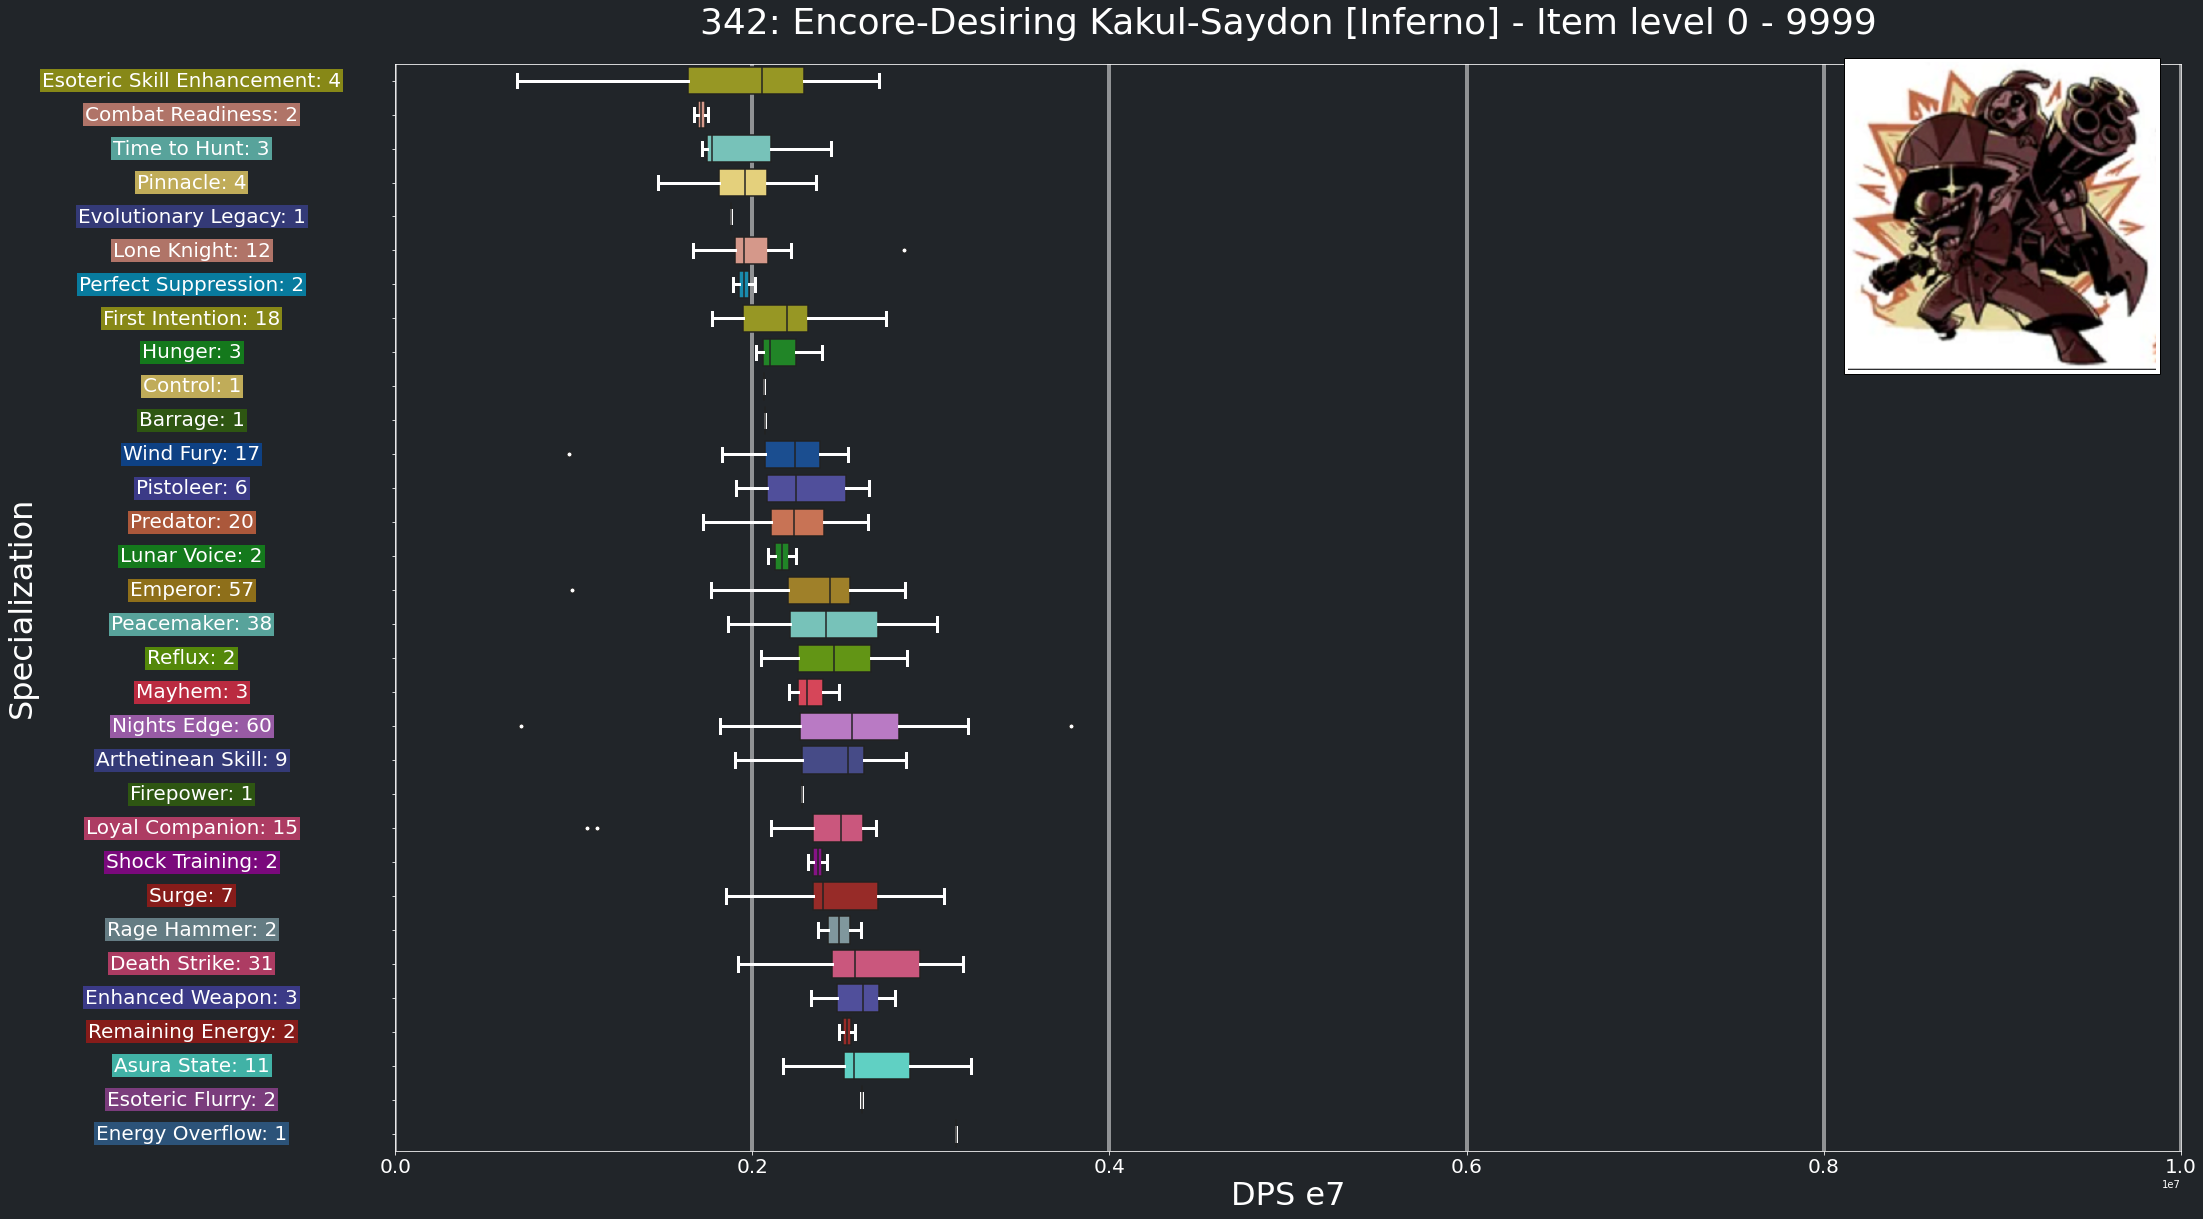 342: Encore-Desiring Kakul-Saydon [Inferno] - Item level 0 - 9999
Specialization
Esoteric Skill Enhancement: 4
Combat Readiness: 2
Time to Hunt: 3
Pinnacle: 4
Evolutionary Legacy: 1
Lone Knight: 12
Perfect Suppression: 2
First Intention: 18
Hunger: 3
Control: 1
Barrage: 1
Wind Fury: 17
Pistoleer: 6
Predator: 20
Lunar Voice: 2
Emperor: 57
Peacemaker: 38
Reflux: 2
Mayhem: 3
Nights Edge: 60
Arthetinean Skill: 9
Firepower: 1
Loyal Companion: 15
Shock Training: 2
Surge: 7
Rage Hammer: 2
Death Strike: 31
Enhanced Weapon: 3
Remaining Energy: 2
Asura State: 11
Esoteric Flurry: 2
Energy Overflow: 1
0.0 0.2 0.4 0.6 0.8 1.0
1e7
DPS e7